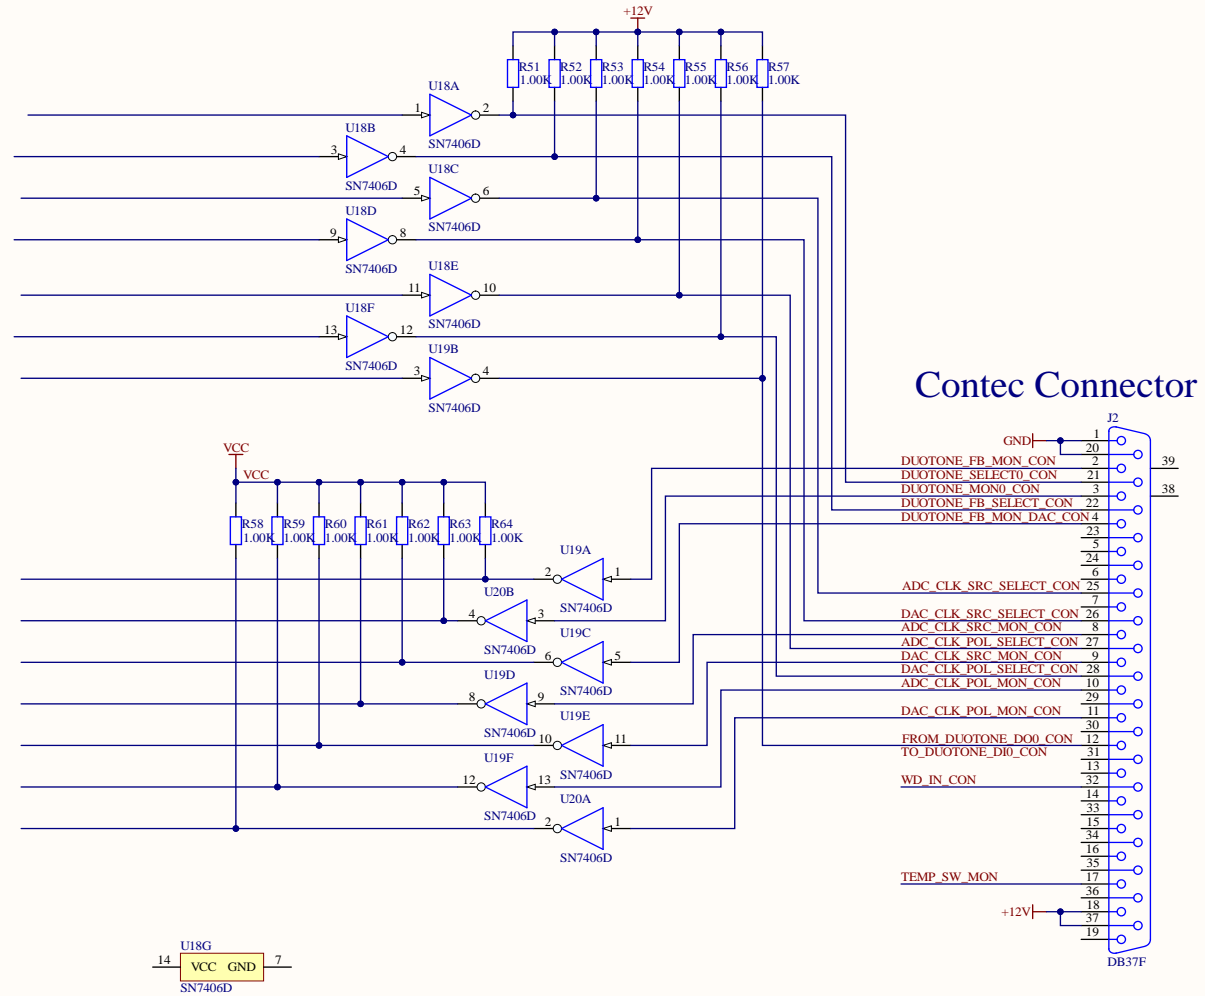 +12V
R51
R52
R53
R54
R55
R56
R57
1.00K
1.00K
1.00K
1.00K
1.00K
1.00K
1.00K
U18A
1
2
SN7406D
U18B
3
4
SN7406D
U18C
5
6
SN7406D
U18D
9
8
SN7406D
U18E
11
10
SN7406D
U18F
13
12
SN7406D
U19B
3
4
SN7406D
Contec Connector
J2
GND
1
20
DUOTONE_FB_MON_CON
2
39
DUOTONE_SELECT0_CON
21
DUOTONE_MON0_CON
3
38
DUOTONE_FB_SELECT_CON
22
DUOTONE_FB_MON_DAC_CON
4
23
5
24
6
ADC_CLK_SRC_SELECT_CON
25
7
DAC_CLK_SRC_SELECT_CON
26
ADC_CLK_SRC_MON_CON
8
ADC_CLK_POL_SELECT_CON
27
DAC_CLK_SRC_MON_CON
9
DAC_CLK_POL_SELECT_CON
28
ADC_CLK_POL_MON_CON
10
29
DAC_CLK_POL_MON_CON
11
30
FROM_DUOTONE_DO0_CON
12
TO_DUOTONE_DI0_CON
31
13
WD_IN_CON
32
14
33
15
34
16
35
TEMP_SW_MON
17
36
+12V
18
37
19
DB37F
VCC
VCC
R58
R59
R60
R61
R62
R63
R64
1.00K
1.00K
1.00K
1.00K
1.00K
1.00K
1.00K
U19A
2
1
SN7406D
U20B
4
3
SN7406D
U19C
6
5
SN7406D
U19D
8
9
SN7406D
U19E
10
11
SN7406D
U19F
12
13
SN7406D
U20A
2
1
SN7406D
U18G
14
VCC GND
7
SN7406D